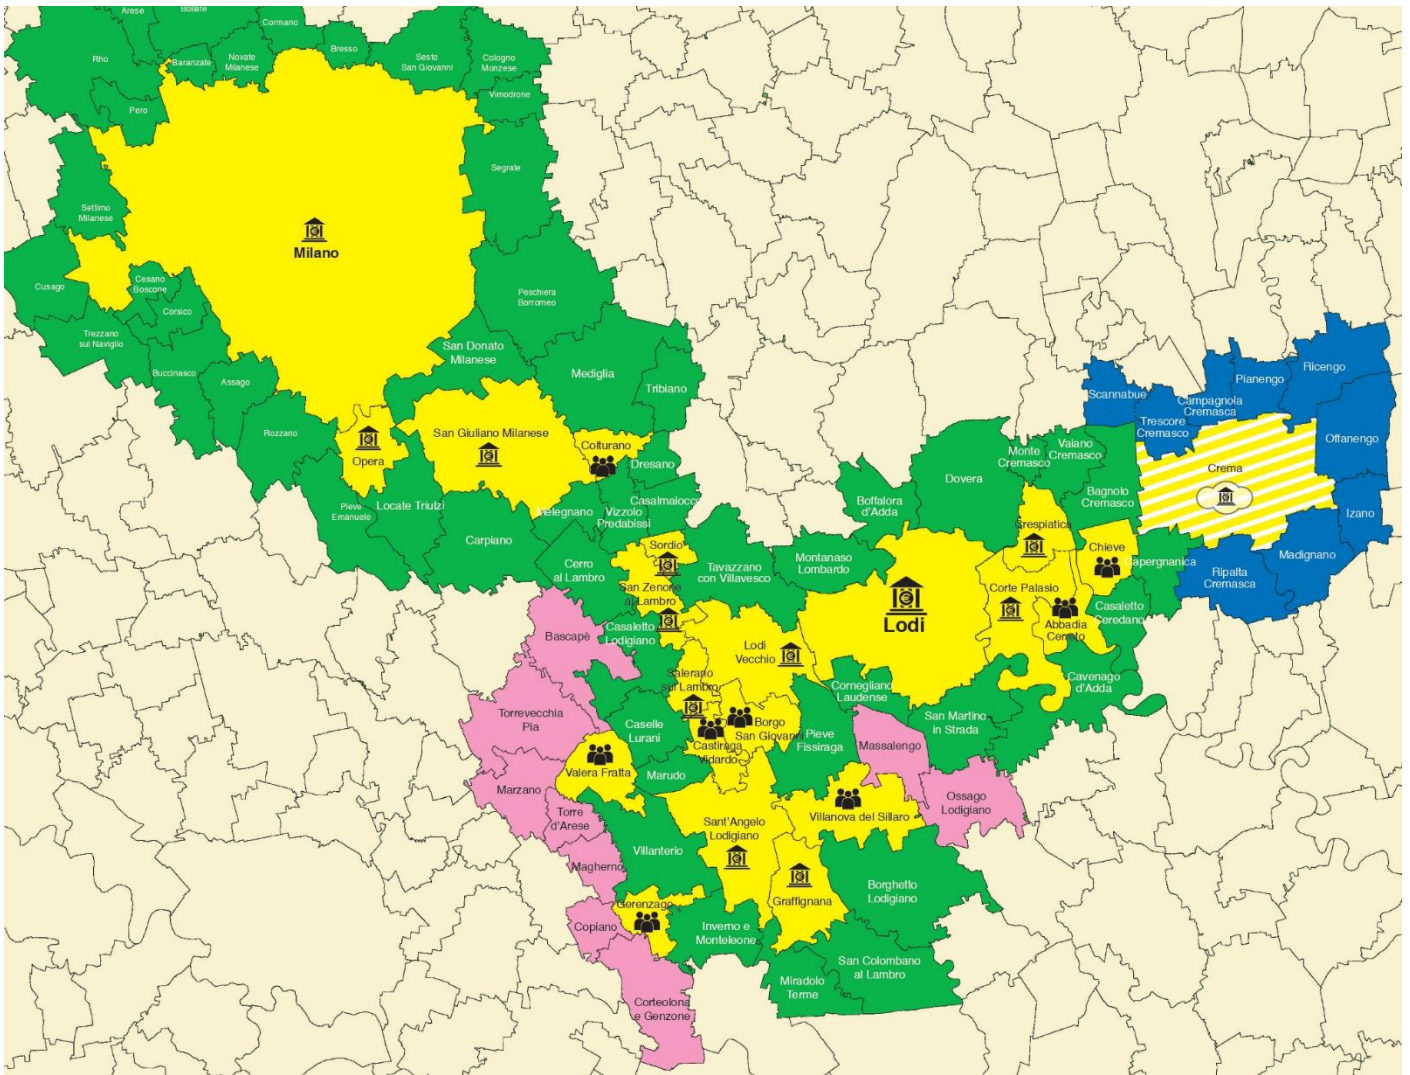 Arese
Bollate
Cormano
Rho
Baranzate
Novate
Milanese
Bresso
Sesto
San Giovanni
Cologno
Monzese
Vimodrone
Pero
Segrate
Settimo
Milanese
Milano
Cusago
Cesano
Boscone
Corsico
Peschiera
Borromeo
Trezzano
sul Naviglio
Buccinasco
Assago
San Donato
Milanese
Mediglia
Tribiano
Rozzano
Opera
San Giuliano Milanese
Colturano
Dresano
Pieve
Emanuele
Locate Triulzi
Carpiano
Melegnano
Vizzolo
Predabissi
Casalmaiocco
Cerro
al Lambro
Sordio
San Zenone
al Lambro
Tavazzano
con Villavesco
Montanaso
Lombardo
Boffalora
d'Adda
Dovera
Monte
Cremasco
Vaiano
Cremasco
Bagnolo
Cremasco
Scannabue
Trescore
Cremasco
Campagnola
Cremasca
Pianengo
Ricengo
Offanengo
Crema
Izano
Madignano
Ripalta
Cremasca
Capergnanica
Chieve
Crespiatica
Corte Palasio
Abbadia
Cerreto
Casaletto
Ceredano
Cavenago
d'Adda
Lodi
Lodi
Vecchio
Bascapè
Casaletto
Lodigiano
Salerano
sul Lambro
Cornegliano
Laudense
San Martino
in Strada
Torrevecchia
Pia
Caselle
Lurani
Borgo
San Giovanni
Castiraga
Vidardo
Pieve
Fissiraga
Massalengo
Valera Fratta
Marudo
Marzano
Torre
d'Arese
Ossago
Lodigiano
Villanova del Sillaro
Sant'Angelo
Lodigiano
Villanterio
Magherno
Graffignana
Borghetto
Lodigiano
Gerenzago
Copiano
Inverno e
Monteleone
San Colombano
al Lambro
Miradolo
Terme
Corteolona
e Genzone